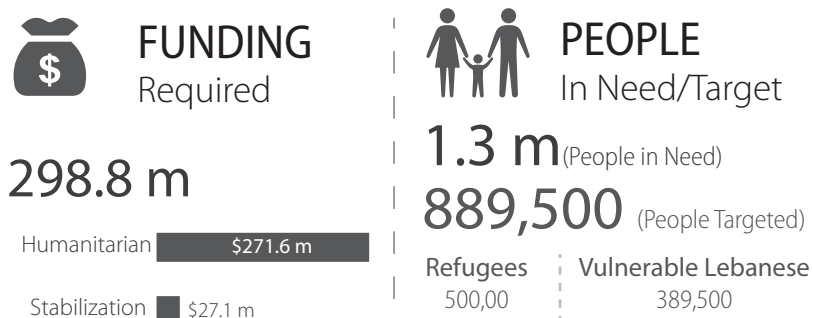 $
FUNDING
Required
298.8 m
Humanitarian $271.6 m
Stabilization $27.1 m
PEOPLE
In Need/Target
1.3 m (People in Need)
889,500 (People Targeted)
Refugees
500,00
Vulnerable Lebanese
389,500